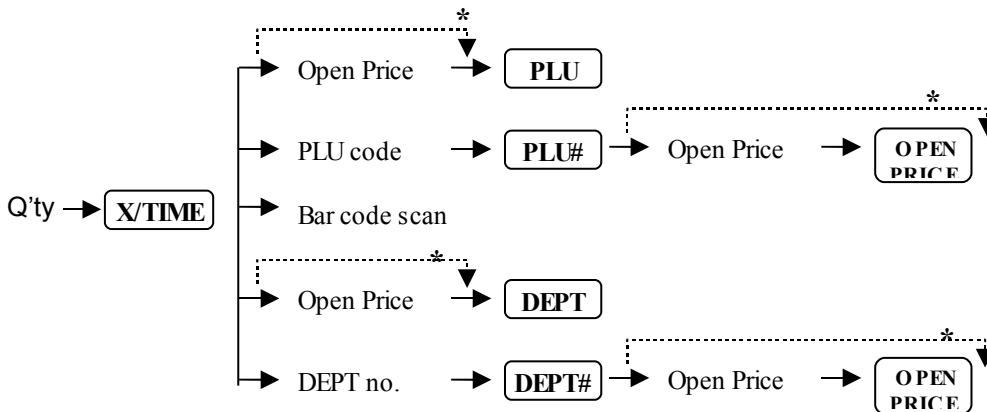 *
Open Price PLU
*
PLU code PLU# Open Price OPEN PRICE
Q'ty X/TIME
Bar code scan
*
Open Price DEPT
*
DEPT no. DEPT# Open Price OPEN PRICE